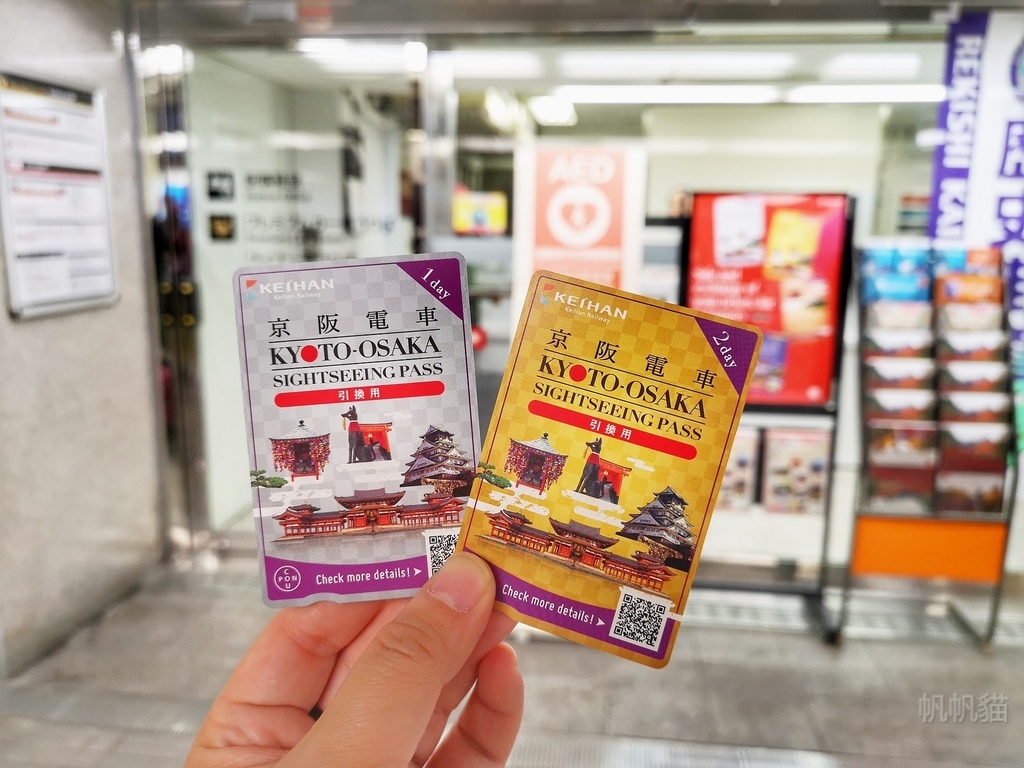 KEIHAN
Keihan Railway
1day
京阪電車
KYOTO-OSAKA
SIGHTSEEING PASS
引換用
Check more details!
KEIHAN
Keihan Railway
2day
京阪電車
KYOTO-OSAKA
SIGHTSEEING PASS
引換用
Check more details!
AED
REKISHI KAI
帆帆貓